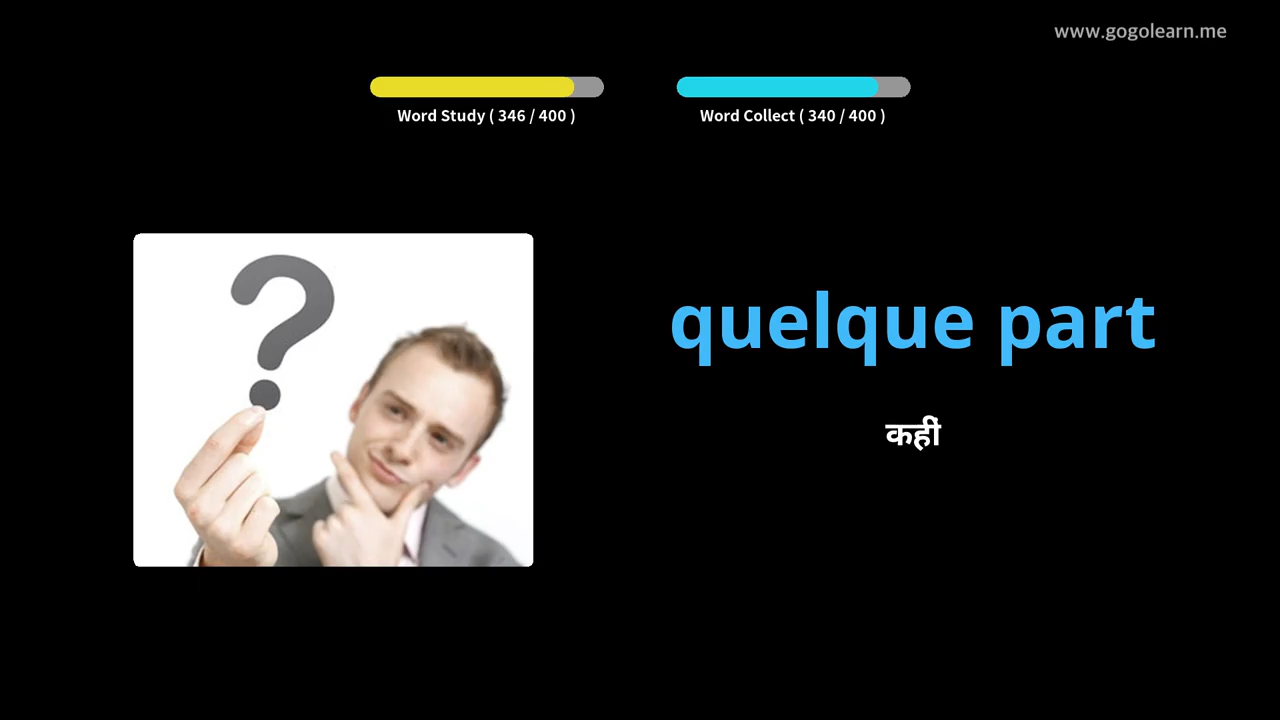 www.gogolearn.me
Word Study ( 346 / 400 )
Word Collect ( 340 / 400 )
quelque part
कहीं